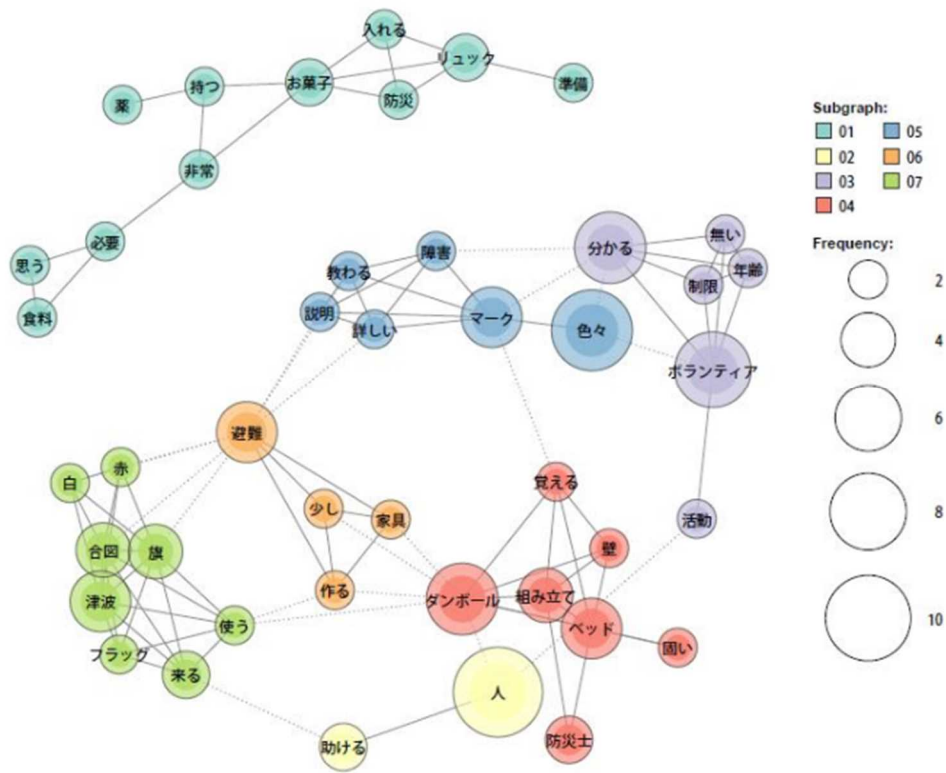 入れる
リュック
お菓子
準備
持つ
防災
薬
非常
必要
思う
食料
障害
教わる
説明
詳しい
マーク
色々
分かる
無い
年齢
制限
ボランティア
活動
避難
少し
家具
作る
赤
白
合図
旗
津波
使う
フラッグ
来る
覚える
壁
ダンボール
組み立て
ベッド
固い
防災士
人
助ける
Subgraph:
01
05
02
06
03
07
04
Frequency:
2
4
6
8
10